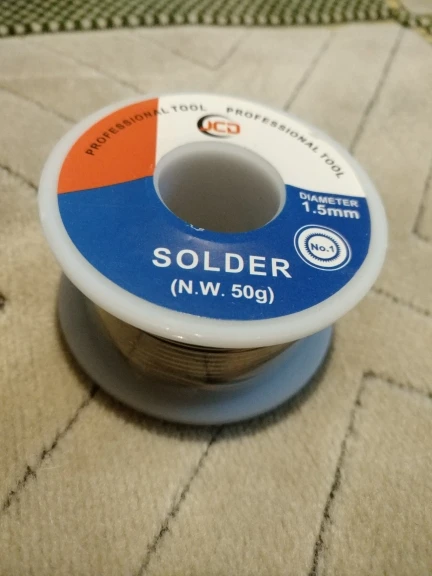 PROFESSIONAL TOOL PROFESSIONAL TOOL
JCD
DIAMETER
1.5mm
No.1
SOLDER
(N.W. 50g)